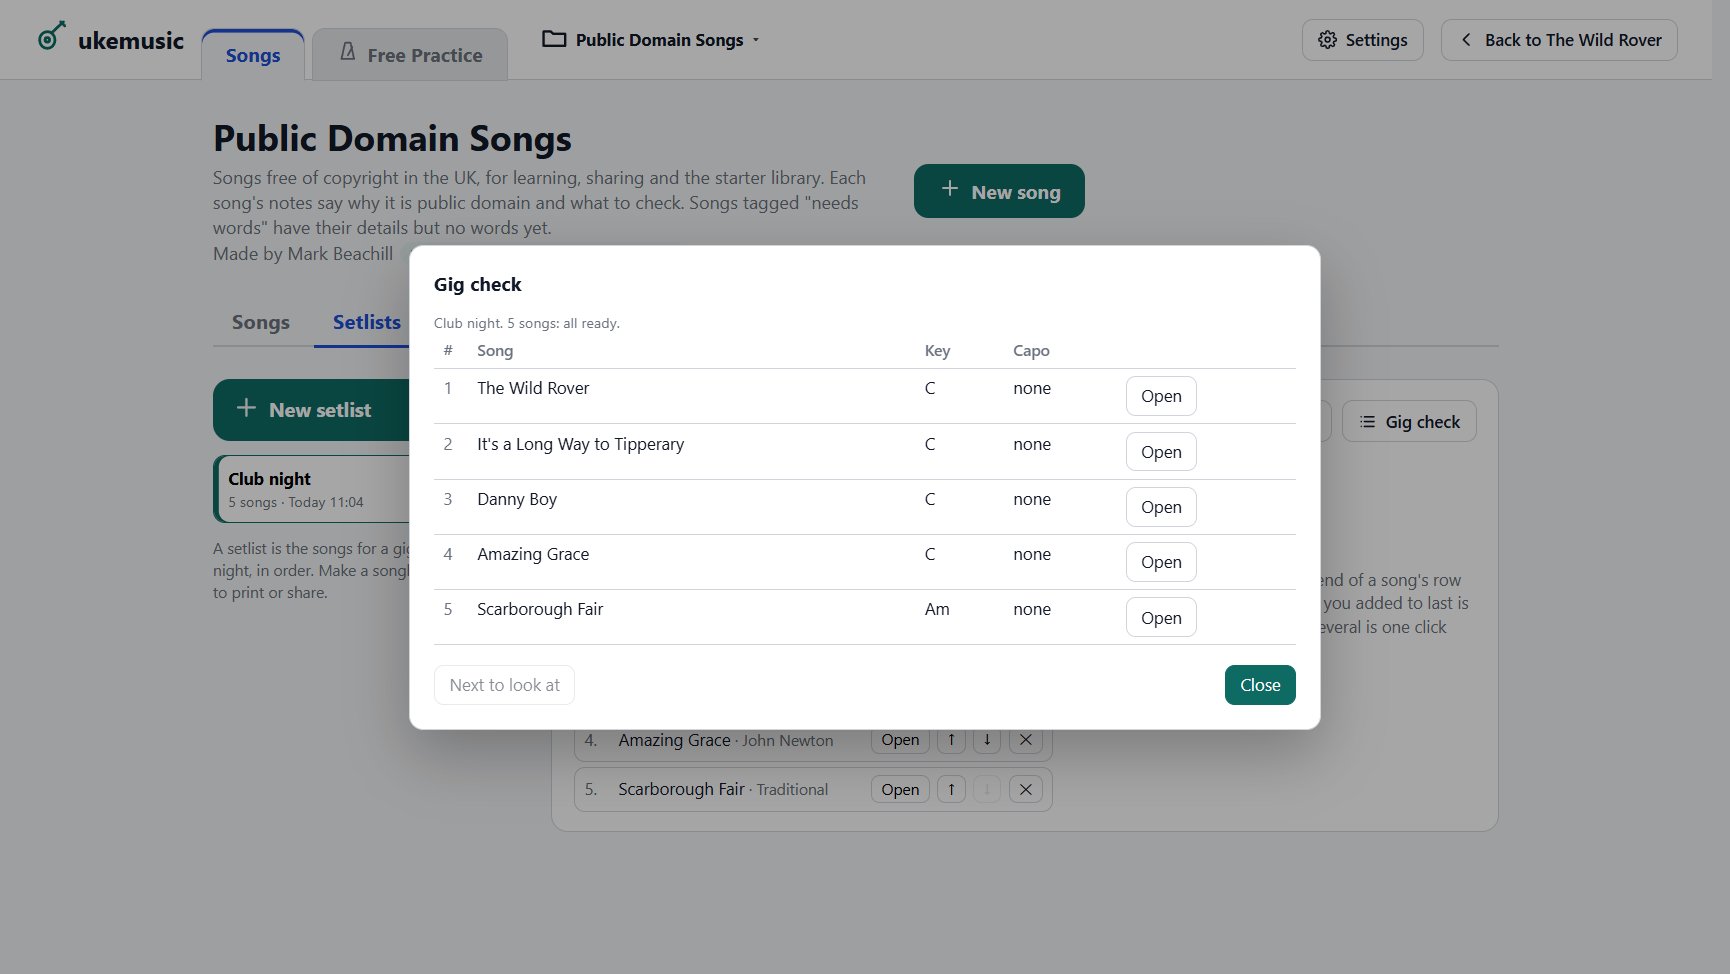 ukemusic
Songs
Free Practice
Public Domain Songs
Settings
Back to The Wild Rover
Public Domain Songs
Songs free of copyright in the UK, for learning, sharing and the starter library. Each
song's notes say why it is public domain and what to check. Songs tagged "needs
words" have their details but no words yet.
Made by Mark Beachill
+ New song
Songs
Setlists
+ New setlist
Club night
5 songs · Today 11:04
A setlist is the songs for a gig
night, in order. Make a song
to print or share.
Gig check
Gig check
Club night. 5 songs: all ready.
# Song Key Capo
1 The Wild Rover C none Open
2 It's a Long Way to Tipperary C none Open
3 Danny Boy C none Open
4 Amazing Grace C none Open
5 Scarborough Fair Am none Open
Next to look at
Close
end of a song's row
you added to last is
several is one click
4. Amazing Grace · John Newton Open ↑ ↓ ×
5. Scarborough Fair · Traditional Open ↑ ↓ ×